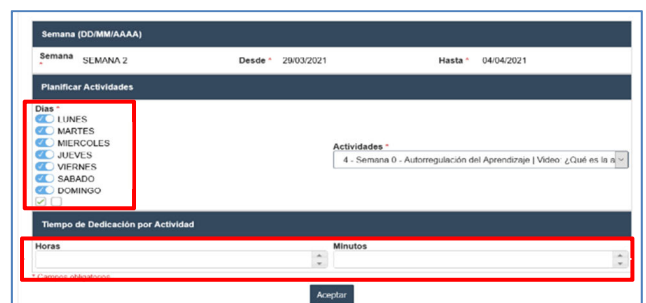 Semana (DD/MM/AAAA)
Semana * SEMANA 2 Desde * 29/03/2021 Hasta * 04/04/2021
Planificar Actividades
Días *
LUNES
MARTES
MIERCOLES
JUEVES
VIERNES
SABADO
DOMINGO
Actividades *
4 - Semana 0 - Autorregulación del Aprendizaje | Video: ¿Qué es la a
Tiempo de Dedicación por Actividad
Horas Minutos
* Campos obligatorios
Aceptar